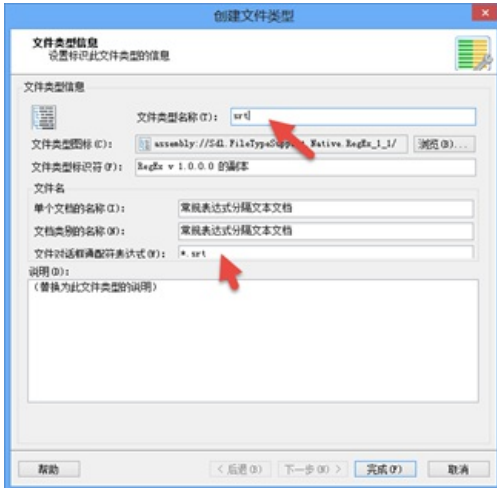 创建文件类型
文件类型信息
设置标识此文件类型的信息
文件类型信息
文件类型名称(T): srt
文件类型图标(C): assembly://Sdl.FileTypeSupport.Native.RegEx_1_1/ 浏览(B)...
文件类型标识符(F): RegEx v 1.0.0.0 的副本
文件名
单个文档的名称(I): 常规表达式分隔文本文档
文档类别的名称(N): 常规表达式分隔文本文档
文件对话框通配符表达式(W): *.srt
说明(D):
(替换为此文件类型的说明)
帮助 < 后退(B) 下一步(N) > 完成(F) 取消